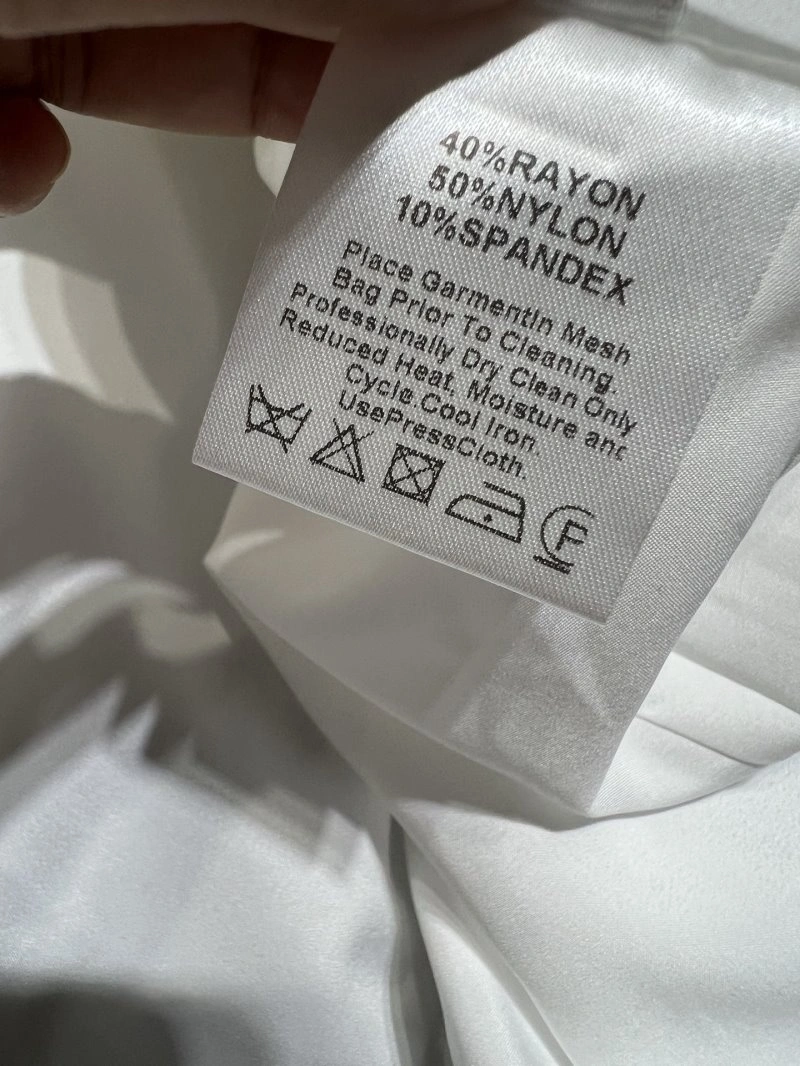 40%RAYON
50%NYLON
10%SPANDEX
Place GarmentIn Mesh
Bag Prior To Cleaning.
Professionally Dry Clean Only
Reduced Heat, Moisture and
Cycle.Cool Iron.
UsePressCloth.
F